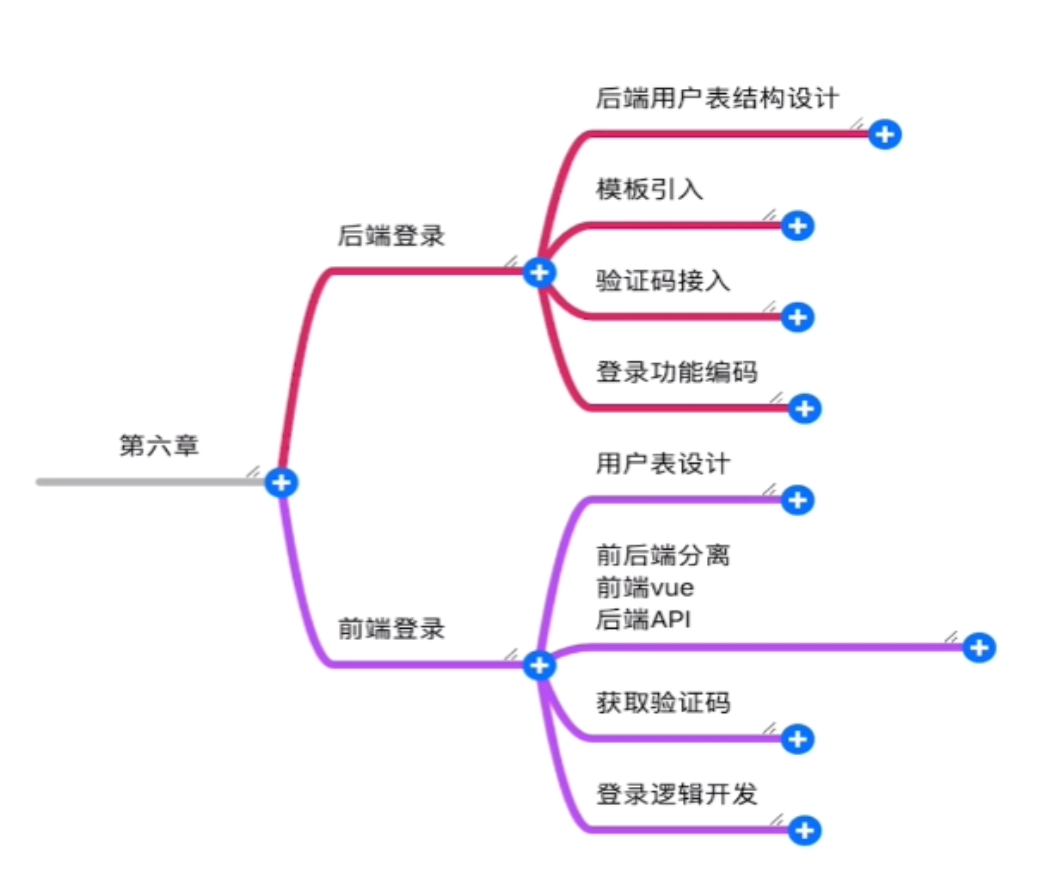 第六章
后端登录
后端用户表结构设计
模板引入
验证码接入
登录功能编码
前端登录
用户表设计
前后端分离
前端vue
后端API
获取验证码
登录逻辑开发